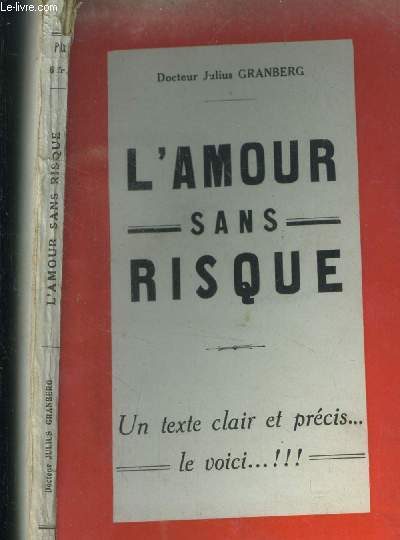 Le-livre.com
Docteur Julius GRANBERG
L'AMOUR
SANS
RISQUE
Un texte clair et précis...
le voici...!!!
L'AMOUR SANS RISQUE
Docteur JULIUS GRANBERG